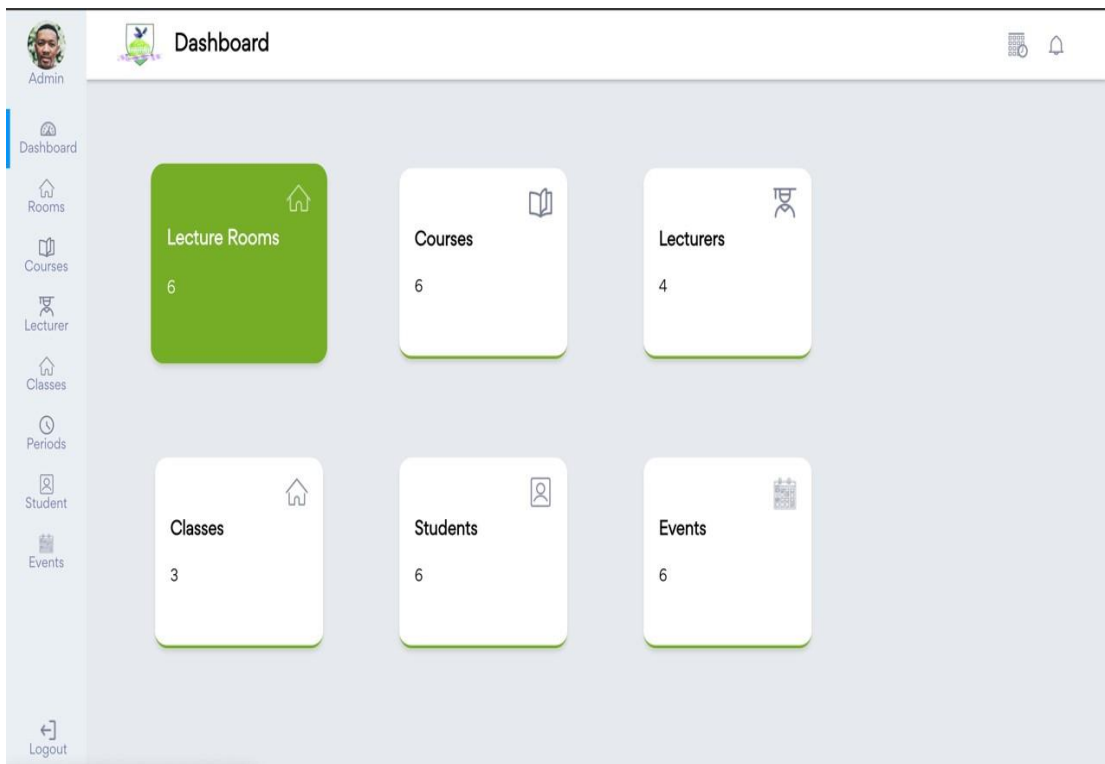 Dashboard
Admin
Dashboard
Rooms
Courses
Lecturer
Classes
Periods
Student
Events
Logout
Lecture Rooms
6
Courses
6
Lecturers
4
Classes
3
Students
6
Events
6